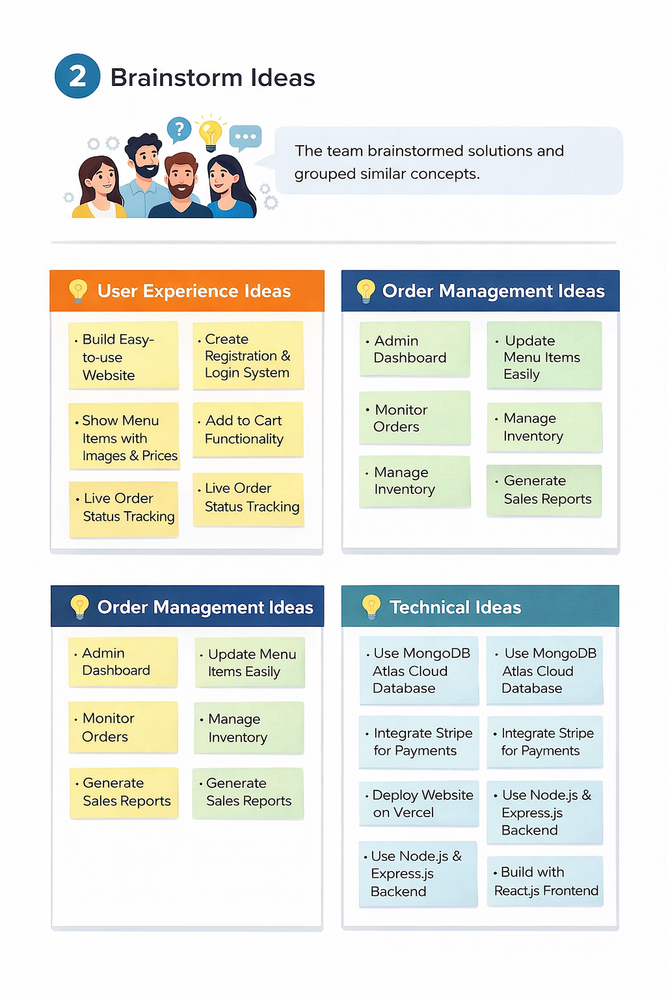 2 Brainstorm Ideas
?
The team brainstormed solutions and
grouped similar concepts.
User Experience Ideas
· Build Easy-
to-use
Website
· Create
Registration &
Login System
· Show Menu
Items with
Images & Prices
· Add to Cart
Functionality
· Live Order
Status Tracking
· Live Order
Status Tracking
Order Management Ideas
· Admin
Dashboard
· Update
Menu Items
Easily
· Monitor
Orders
· Manage
Inventory
· Manage
Inventory
· Generate
Sales Reports
Order Management Ideas
· Admin
Dashboard
· Update Menu
Items Easily
· Monitor
Orders
· Manage
Inventory
· Generate
Sales Reports
· Generate
Sales Reports
Technical Ideas
· Use MongoDB
Atlas Cloud
Database
· Use MongoDB
Atlas Cloud
Database
· Integrate Stripe
for Payments
· Integrate Stripe
for Payments
· Deploy Website
on Vercel
· Use Node.js &
Express.js
Backend
· Use Node.js &
Express.js
Backend
· Build with
React.js Frontend